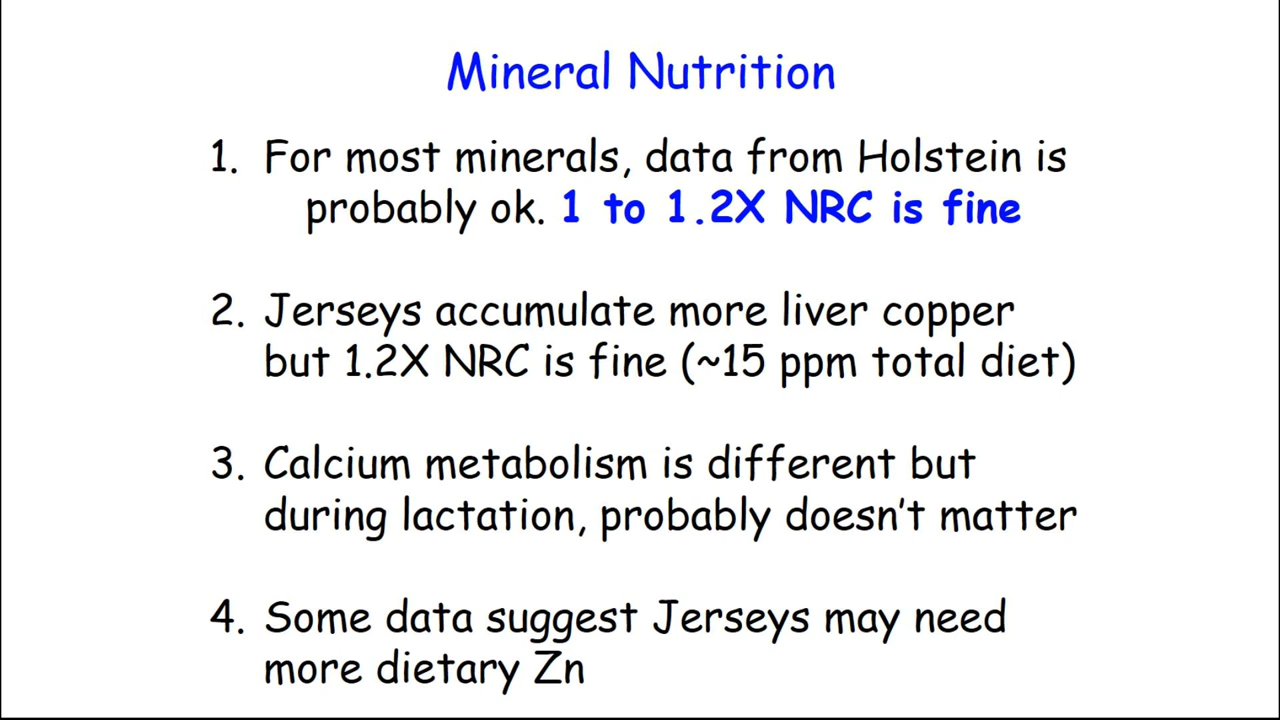 Mineral Nutrition
1. For most minerals, data from Holstein is
probably ok. 1 to 1.2X NRC is fine
2. Jerseys accumulate more liver copper
but 1.2X NRC is fine (~15 ppm total diet)
3. Calcium metabolism is different but
during lactation, probably doesn't matter
4. Some data suggest Jerseys may need
more dietary Zn